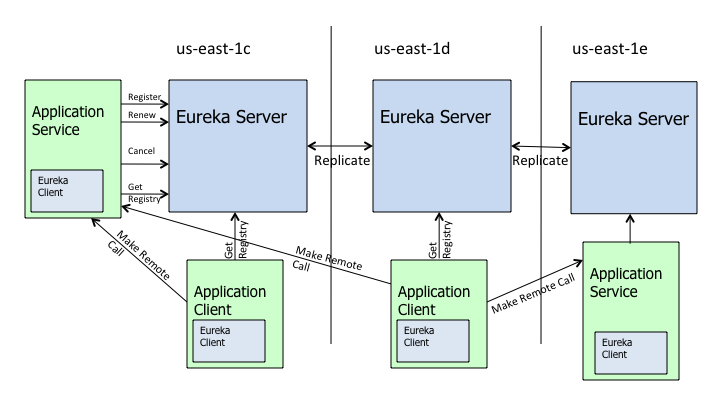 us-east-1c
us-east-1d
us-east-1e
Application
Service
Eureka
Client
Register
Renew
Cancel
Get
Registry
Eureka Server
Replicate
Eureka Server
Replicate
Eureka Server
Make Remote
Call
Get
Registry
Make Remote
Call
Get
Registry
Make Remote Call
Application
Client
Eureka
Client
Application
Client
Eureka
Client
Application
Service
Eureka
Client